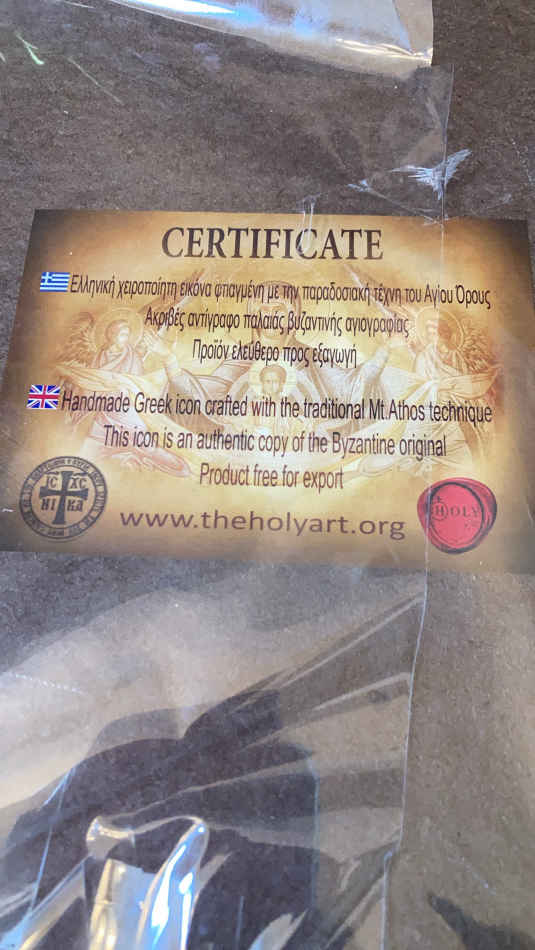 CERTIFICATE
Ελληνική χειροποίητη εικόνα φτιαγμένη με την παραδοσιακή τέχνη του Αγίου Όρους
Ακριβές αντίγραφο παλαιάς βυζαντινής αγιογραφίας
Προϊόν ελεύθερο προς εξαγωγή
Handmade Greek icon crafted with the traditional Mt.Athos technique
This icon is an authentic copy of the Byzantine original
Product free for export
IC XC
NI KA
www.theholyart.org
HOLY